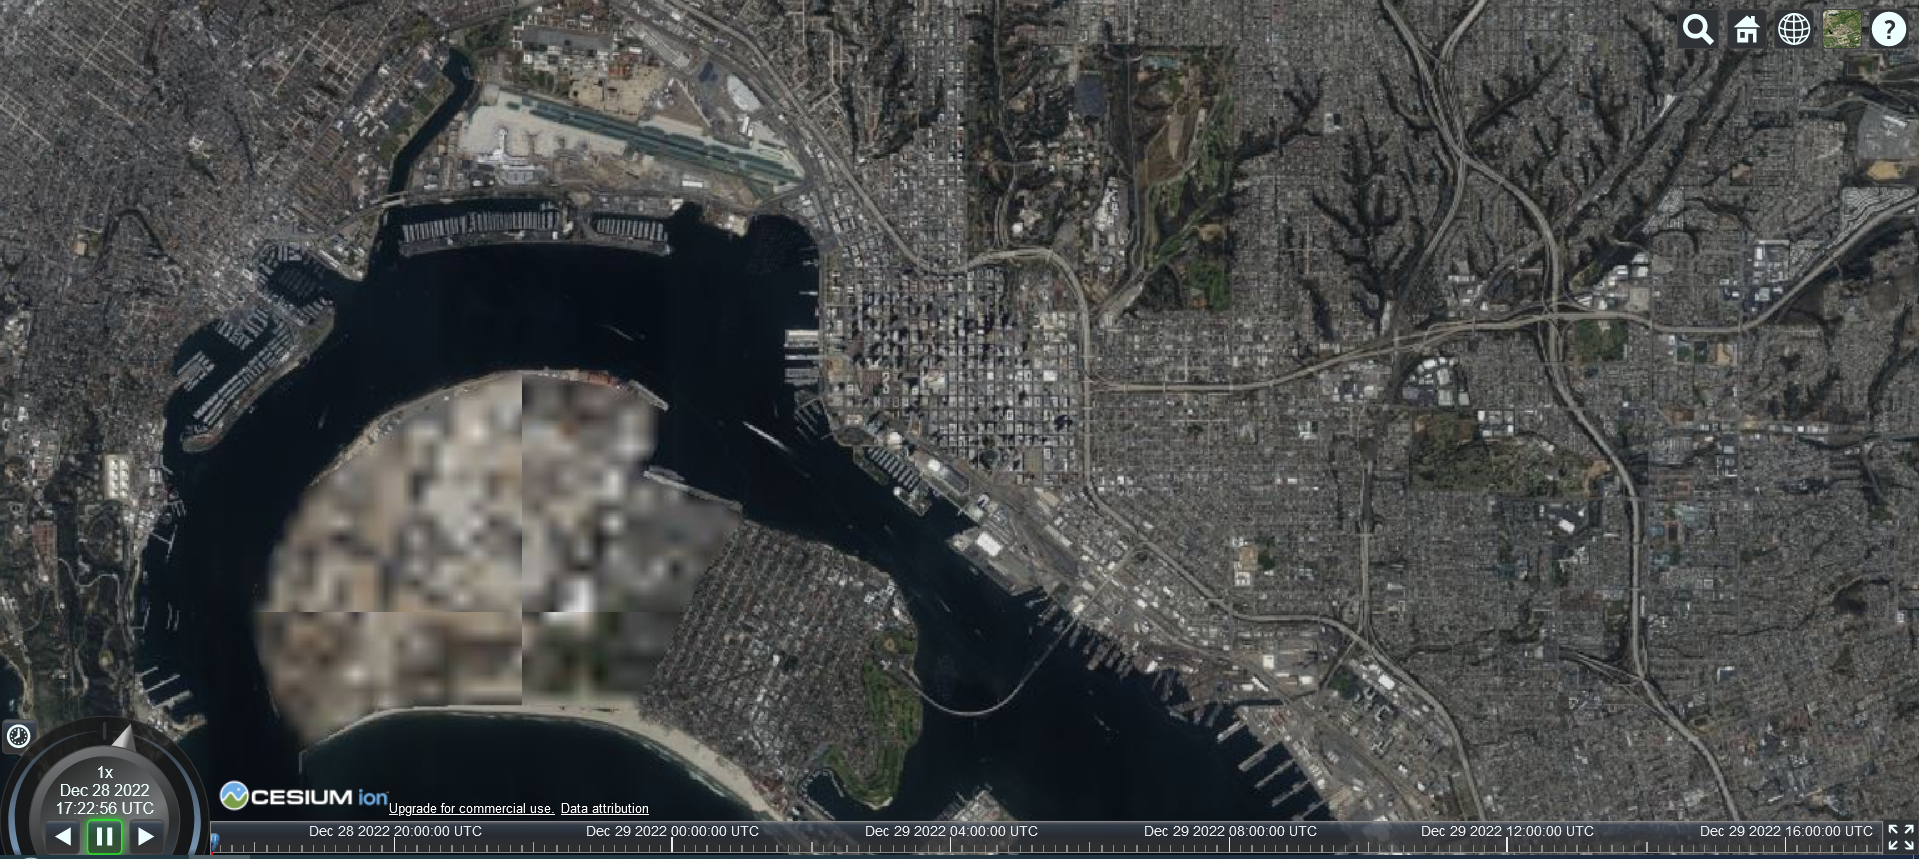 ?
1x
Dec 28 2022
17:22:56 UTC
CESIUM ion
Upgrade for commercial use. Data attribution
Dec 28 2022 20:00:00 UTC
Dec 29 2022 00:00:00 UTC
Dec 29 2022 04:00:00 UTC
Dec 29 2022 08:00:00 UTC
Dec 29 2022 12:00:00 UTC
Dec 29 2022 16:00:00 UTC